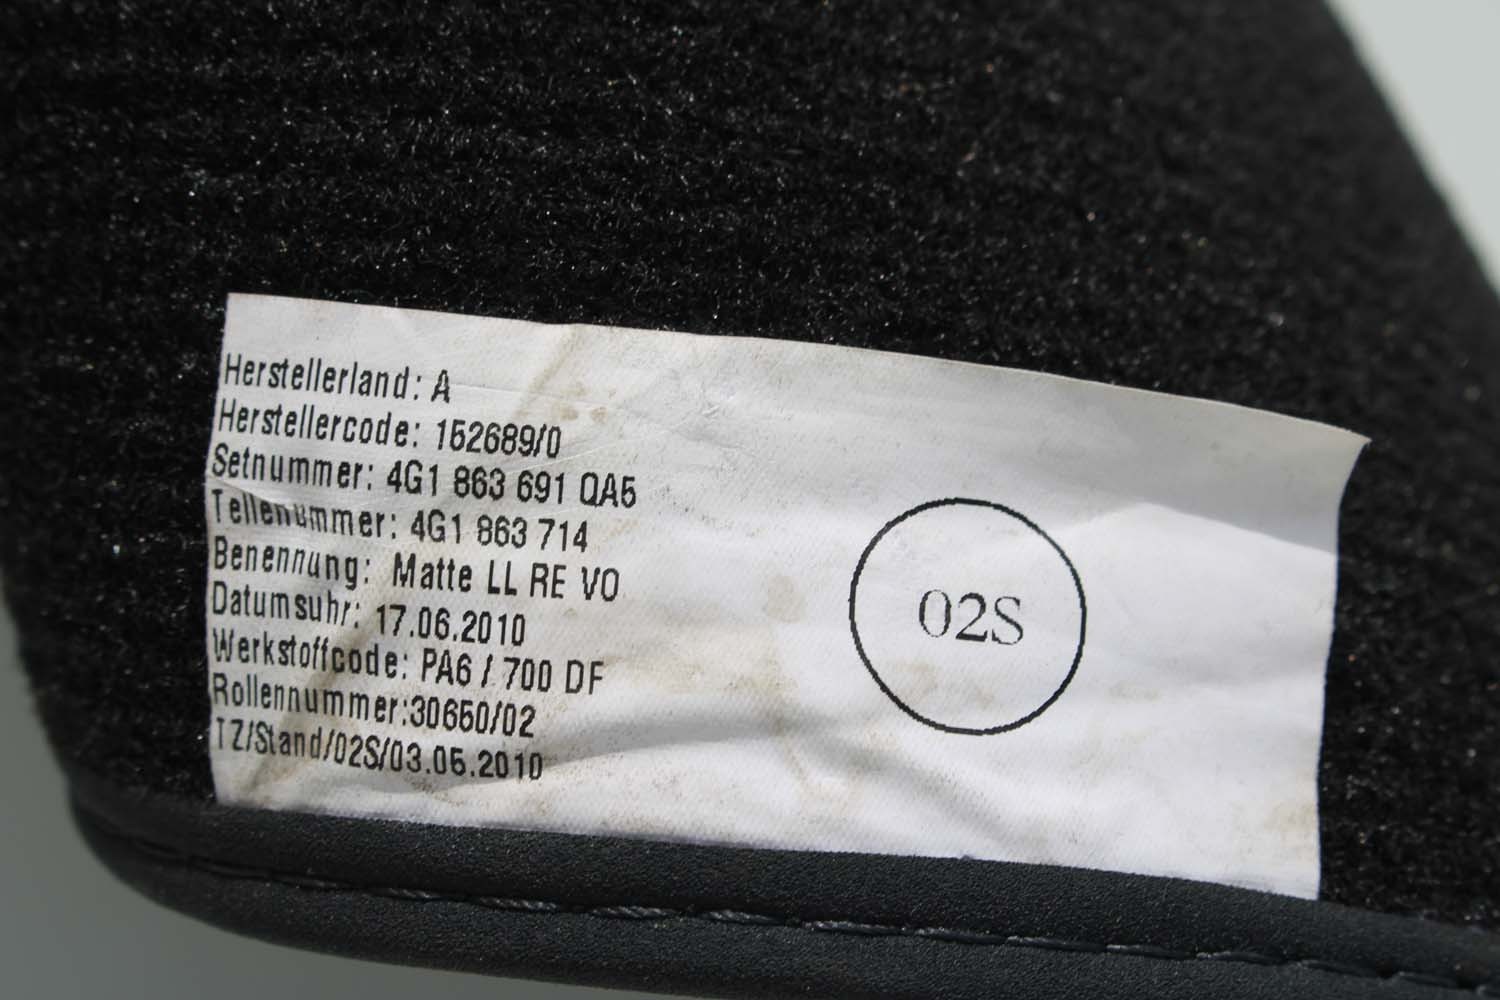 Herstellerland: A
Herstellercode: 152689/0
Setnummer: 4G1 863 691 QA5
Teilenummer: 4G1 863 714
Benennung: Matte LL RE VO
Datumsuhr: 17.06.2010
Werkstoffcode: PA6 / 700 DF
Rollennummer:30650/02
TZ/Stand/02S/03.05.2010
02S